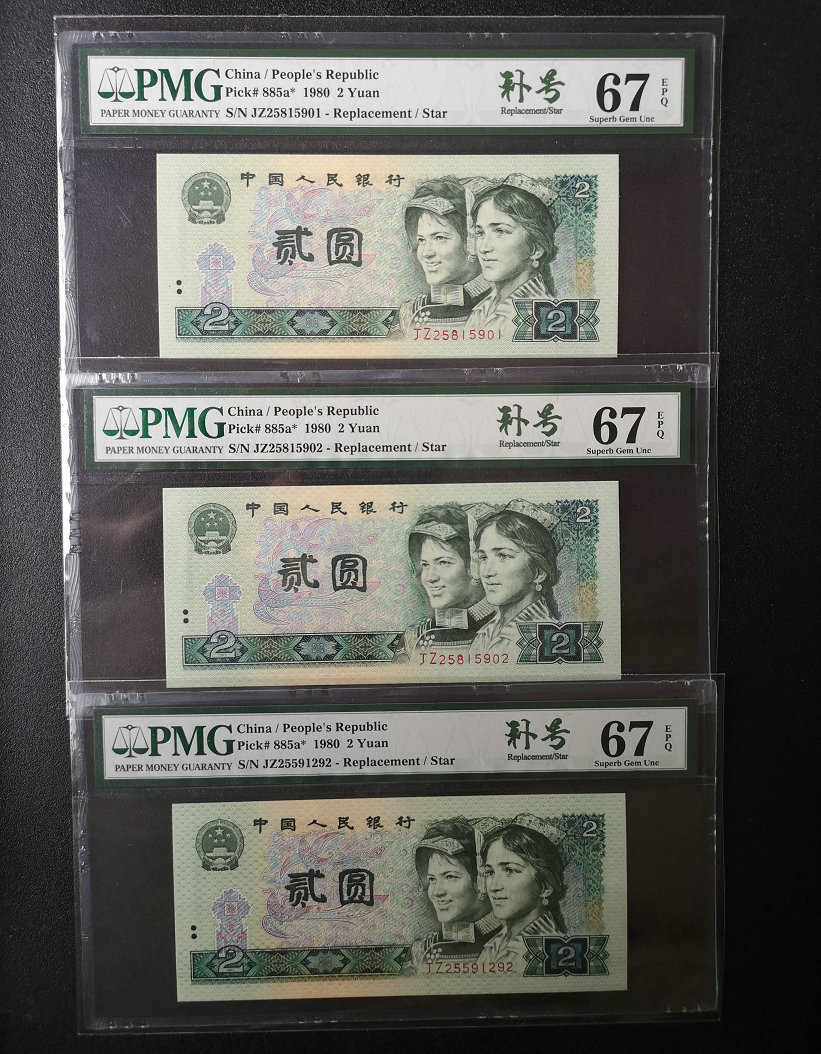 PMG
PAPER MONEY GUARANTY
China / People's Republic
Pick# 885a* 1980 2 Yuan
S/N JZ25815901 - Replacement / Star
补号
Replacement/Star
67
EPQ
Superb Gem Unc
中国人民银行
2
贰圆
2
JZ25815901
2
PMG
PAPER MONEY GUARANTY
China / People's Republic
Pick# 885a* 1980 2 Yuan
S/N JZ25815902 - Replacement / Star
补号
Replacement/Star
67
EPQ
Superb Gem Unc
中国人民银行
2
贰圆
2
JZ25815902
2
PMG
PAPER MONEY GUARANTY
China / People's Republic
Pick# 885a* 1980 2 Yuan
S/N JZ25591292 - Replacement / Star
补号
Replacement/Star
67
EPQ
Superb Gem Unc
中国人民银行
2
贰圆
2
JZ25591292
2